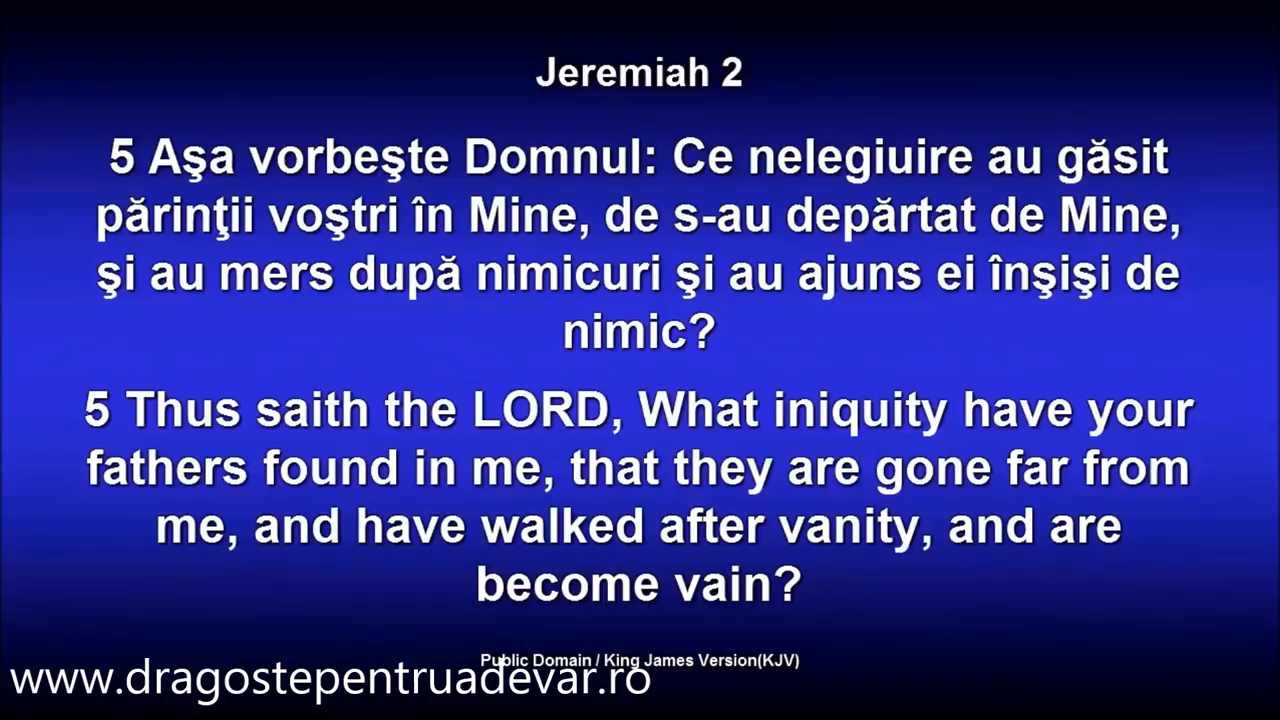 Jeremiah 2
5 Aşa vorbeşte Domnul: Ce nelegiuire au găsit
părinţii voştri în Mine, de s-au depărtat de Mine,
şi au mers după nimicuri şi au ajuns ei înşişi de
nimic?
5 Thus saith the LORD, What iniquity have your
fathers found in me, that they are gone far from
me, and have walked after vanity, and are
become vain?
Public Domain / King James Version(KJV)
www.dragostepentruadevar.ro